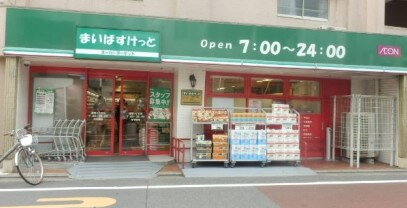 まいばすけっと
スーパーマーケット
Open 7:00～24:00
AEON
スタッフ
募集中!!